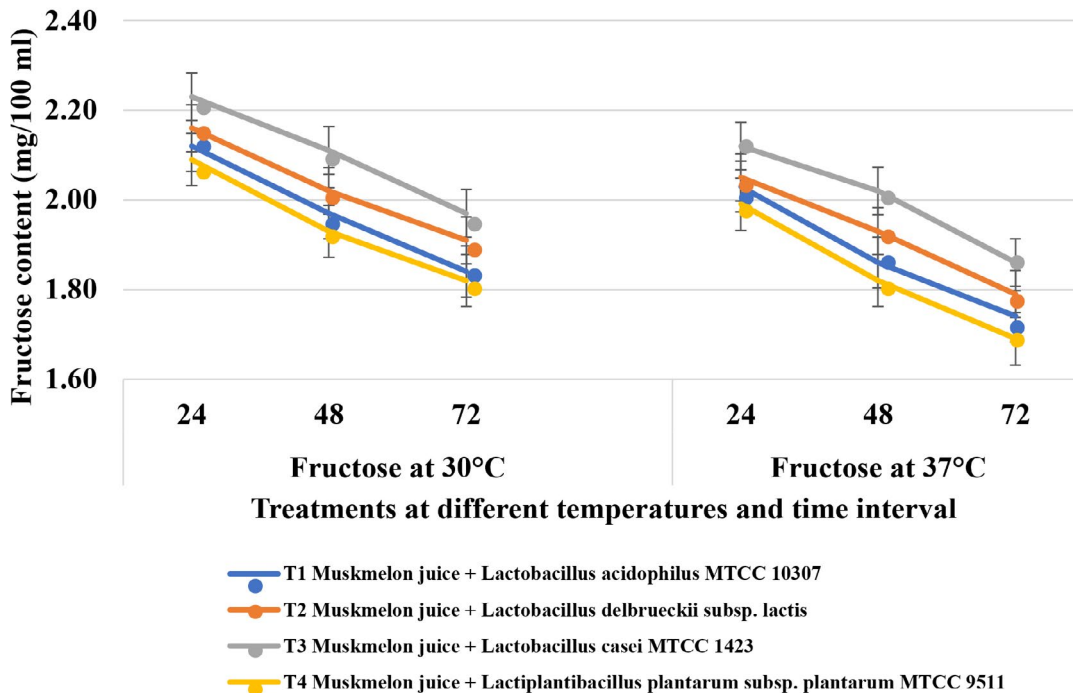 Fructose content (mg/100 ml)
2.40
2.20
2.00
1.80
1.60
24 48 72 24 48 72
Fructose at 30°C Fructose at 37°C
Treatments at different temperatures and time interval
T1 Muskmelon juice + Lactobacillus acidophilus MTCC 10307
T2 Muskmelon juice + Lactobacillus delbrueckii subsp. lactis
T3 Muskmelon juice + Lactobacillus casei MTCC 1423
T4 Muskmelon juice + Lactiplantibacillus plantarum subsp. plantarum MTCC 9511